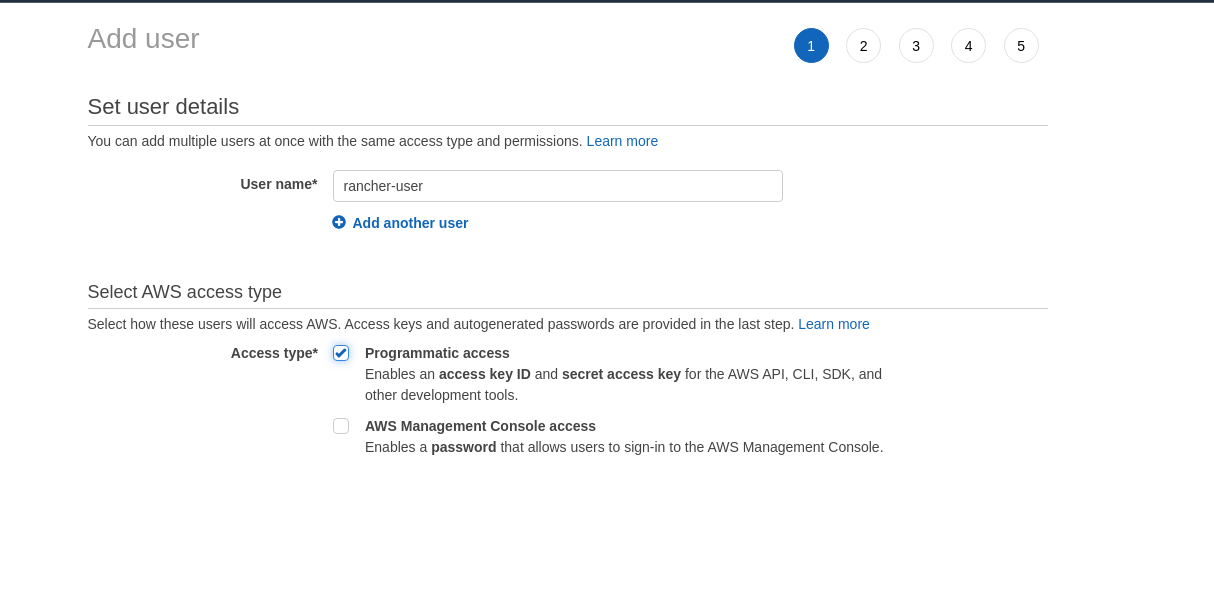 Add user
1 2 3 4 5
Set user details
You can add multiple users at once with the same access type and permissions. Learn more
User name* rancher-user
Add another user
Select AWS access type
Select how these users will access AWS. Access keys and autogenerated passwords are provided in the last step. Learn more
Access type* Programmatic access
Enables an access key ID and secret access key for the AWS API, CLI, SDK, and
other development tools.
AWS Management Console access
Enables a password that allows users to sign-in to the AWS Management Console.